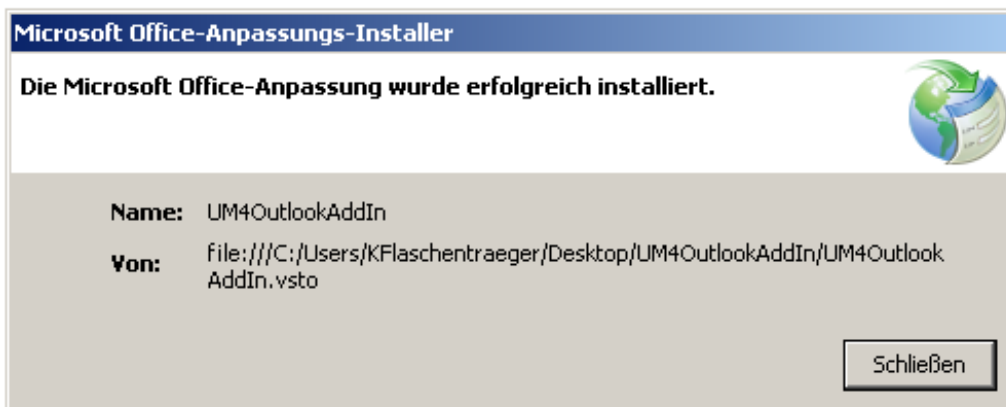 Microsoft Office-Anpassungs-Installer
Die Microsoft Office-Anpassung wurde erfolgreich installiert.
Name: UM4OutlookAddIn
Von: file:///C:/Users/KFlaschentraeger/Desktop/UM4OutlookAddIn/UM4Outlook
AddIn.vsto
Schließen